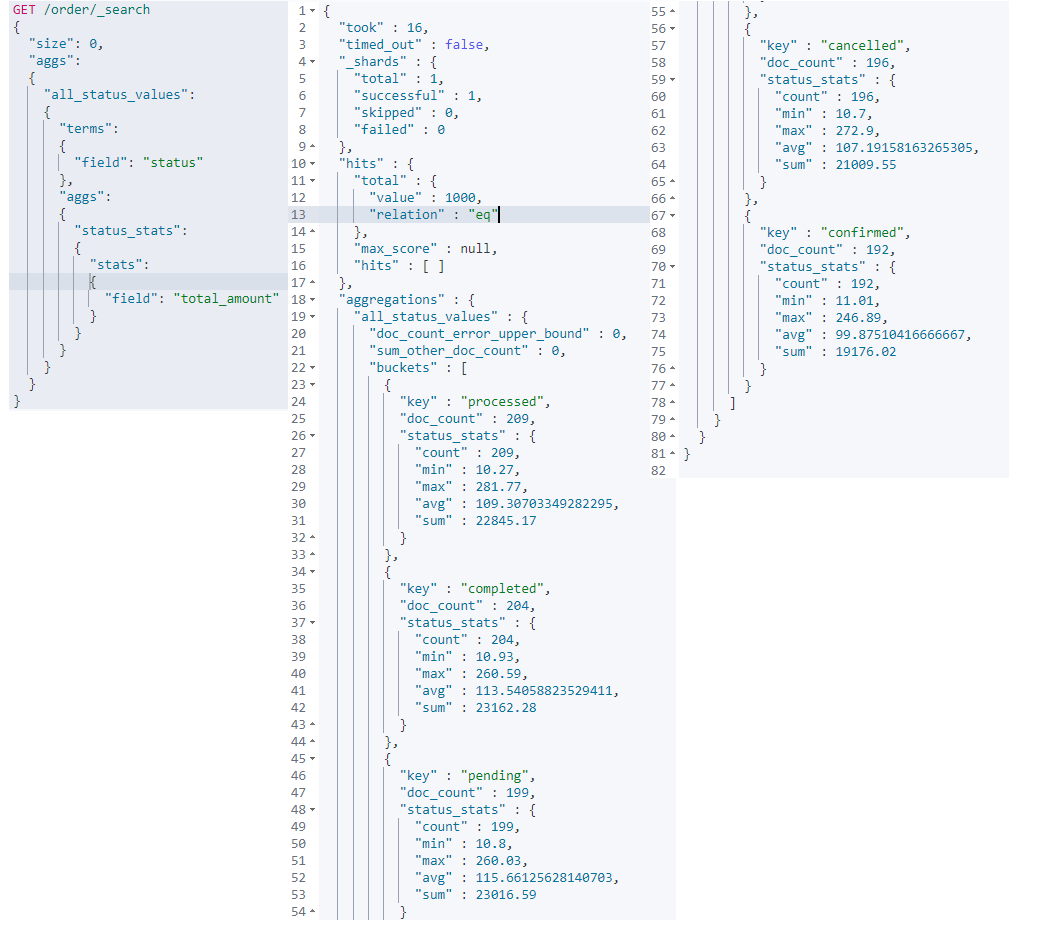 GET /order/_search
{
  "size": 0,
  "aggs":
  {
    "all_status_values":
    {
      "terms":
      {
        "field": "status"
      },
      "aggs":
      {
        "status_stats":
        {
          "stats":
          {
            "field": "total_amount"
          }
        }
      }
    }
  }
}
1 {
2   "took" : 16,
3   "timed_out" : false,
4   "_shards" : {
5     "total" : 1,
6     "successful" : 1,
7     "skipped" : 0,
8     "failed" : 0
9   },
10   "hits" : {
11     "total" : {
12       "value" : 1000,
13       "relation" : "eq"
14     },
15     "max_score" : null,
16     "hits" : [ ]
17   },
18   "aggregations" : {
19     "all_status_values" : {
20       "doc_count_error_upper_bound" : 0,
21       "sum_other_doc_count" : 0,
22       "buckets" : [
23         {
24           "key" : "processed",
25           "doc_count" : 209,
26           "status_stats" : {
27             "count" : 209,
28             "min" : 10.27,
29             "max" : 281.77,
30             "avg" : 109.30703349282295,
31             "sum" : 22845.17
32           }
33         },
34         {
35           "key" : "completed",
36           "doc_count" : 204,
37           "status_stats" : {
38             "count" : 204,
39             "min" : 10.93,
40             "max" : 260.59,
41             "avg" : 113.54058823529411,
42             "sum" : 23162.28
43           }
44         },
45         {
46           "key" : "pending",
47           "doc_count" : 199,
48           "status_stats" : {
49             "count" : 199,
50             "min" : 10.8,
51             "max" : 260.03,
52             "avg" : 115.66125628140703,
53             "sum" : 23016.59
54           }
55         },
56         {
57           "key" : "cancelled",
58           "doc_count" : 196,
59           "status_stats" : {
60             "count" : 196,
61             "min" : 10.7,
62             "max" : 272.9,
63             "avg" : 107.19158163265305,
64             "sum" : 21009.55
65           }
66         },
67         {
68           "key" : "confirmed",
69           "doc_count" : 192,
70           "status_stats" : {
71             "count" : 192,
72             "min" : 11.01,
73             "max" : 246.89,
74             "avg" : 99.87510416666667,
75             "sum" : 19176.02
76           }
77         }
78       ]
79     }
80   }
81 }
82